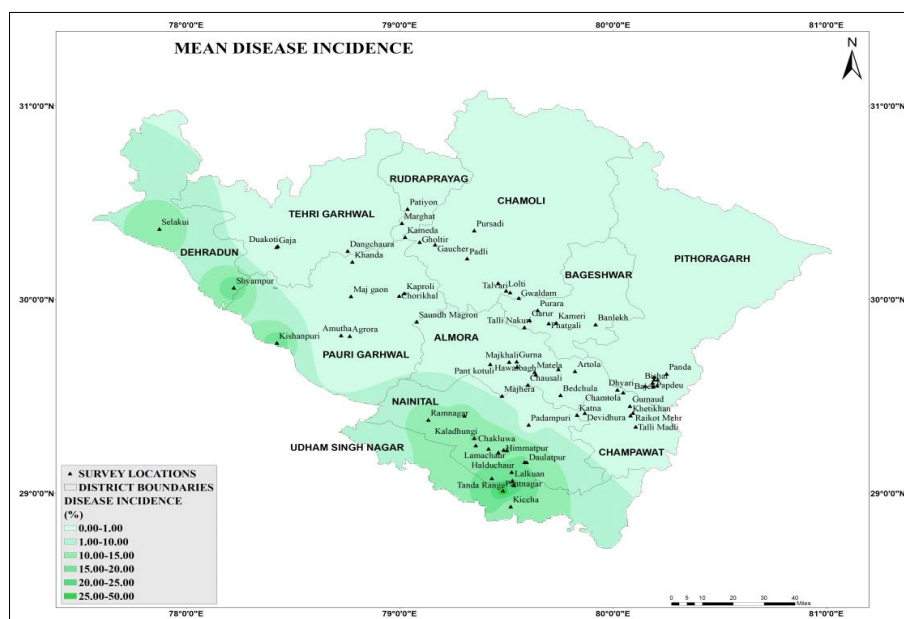 78°0'0"E 79°0'0"E 80°0'0"E 81°0'0"E
MEAN DISEASE INCIDENCE
N
31°0'0"N 31°0'0"N
RUDRAPRAYAG
Patiyon
CHAMOLI
TEHRI GARHWAL
Marghat
Selakui
Kameda
Pursadi
Duakoti Gaja
Gholtir
DEHRADUN
Dangchaura
Gaucher
Khanda
Padli
PITHORAGARH
BAGESHWAR
Shyampur
Talvari Lolti
Maj gaon
Kaproli
Gwaldam
30°0'0"N 30°0'0"N
Chorikhal
Purara
Saundh Magron
Talli Nakuri Garur Kameri
Banlekh
Phatgali
Kishanpuri
Amutha Agrora
ALMORA
PAURI GARHWAL
Majkhali Gurna
Pant kotuli Hawalbagh Matela Artola
Panda
Chausali
Bishat
Dhyari Bajeti Papdeu
NAINITAL
Majhera
Bedchula
Chamtola
Gumaud
Ramnagar
Katna
Khetikhan
Padampuri
Devidhura
Raikot Mehr
Kaladhungi
Talli Madli
UDHAM SINGH NAGAR
Chakluwa
Lamachaur
Himmatpur
CHAMPAWAT
Halduchaur
Daulatpur
Lalkuan
Tanda Range
Pantnagar
29°0'0"N 29°0'0"N
Kiccha
SURVEY LOCATIONS
DISTRICT BOUNDARIES
DISEASE INCIDENCE
(%)
0.00-1.00
1.00-10.00
10.00-15.00
15.00-20.00
20.00-25.00
25.00-50.00
0 5 10 20 30 40
Miles
78°0'0"E 79°0'0"E 80°0'0"E 81°0'0"E